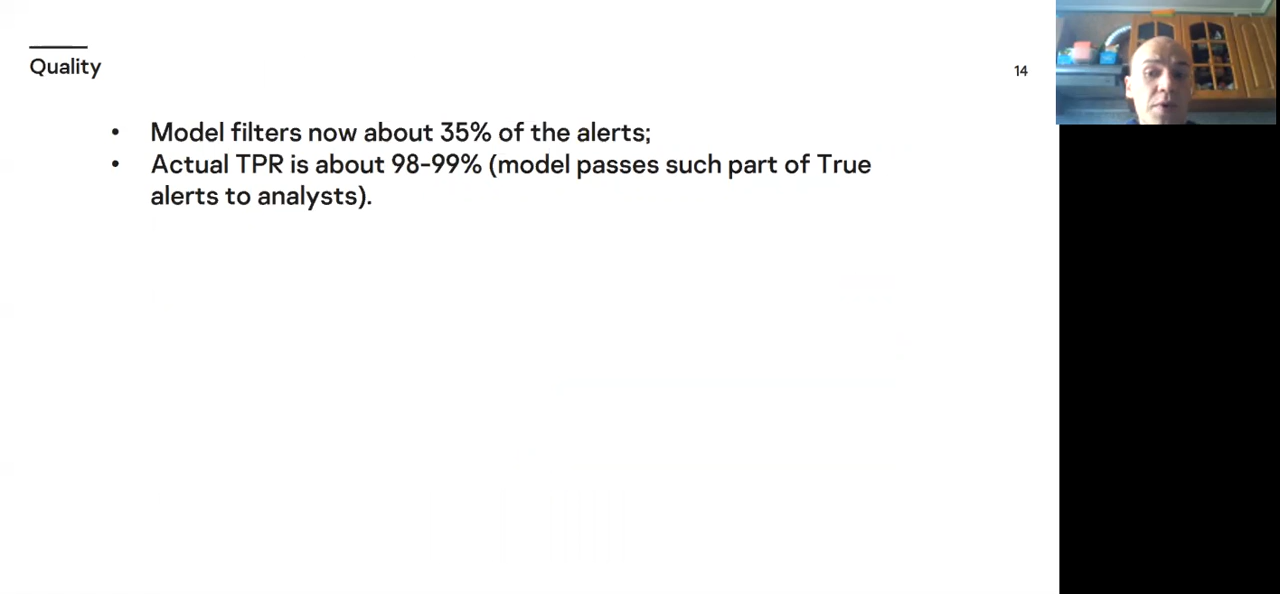 Quality
14
• Model filters now about 35% of the alerts;
• Actual TPR is about 98-99% (model passes such part of True
alerts to analysts).